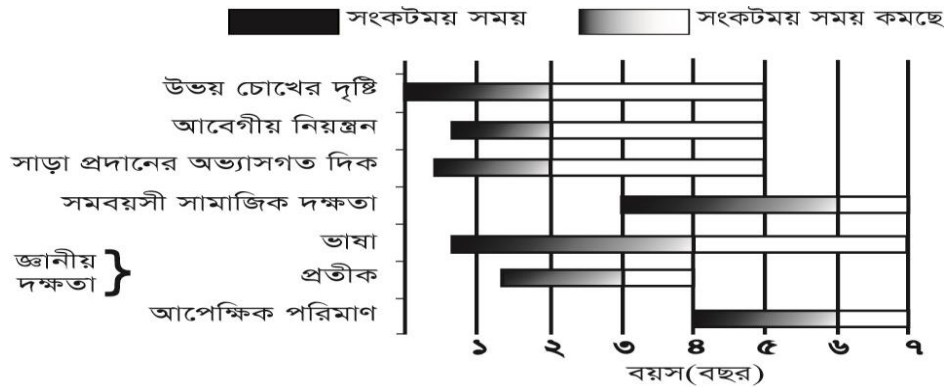 সংকটময় সময়
সংকটময় সময় কমছে
উভয় চোখের দৃষ্টি
আবেগীয় নিয়ন্ত্রন
সাড়া প্রদানের অভ্যাসগত দিক
সমবয়সী সামাজিক দক্ষতা
ভাষা
জ্ঞানীয়
দক্ষতা
প্রতীক
আপেক্ষিক পরিমাণ
১ ২ ৩ ৪ ৫ ৬ ৭
বয়স(বছর)